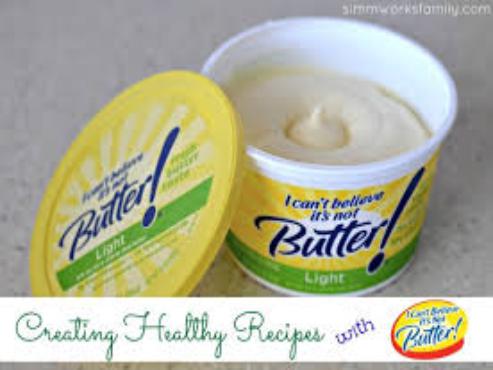 simmworksfamily.com
I can't believe
it's not
Butter!
Light
I can't believe
it's not
Butter!
Light
Creating Healthy Recipes with
I Can't Believe
It's Not
Butter!